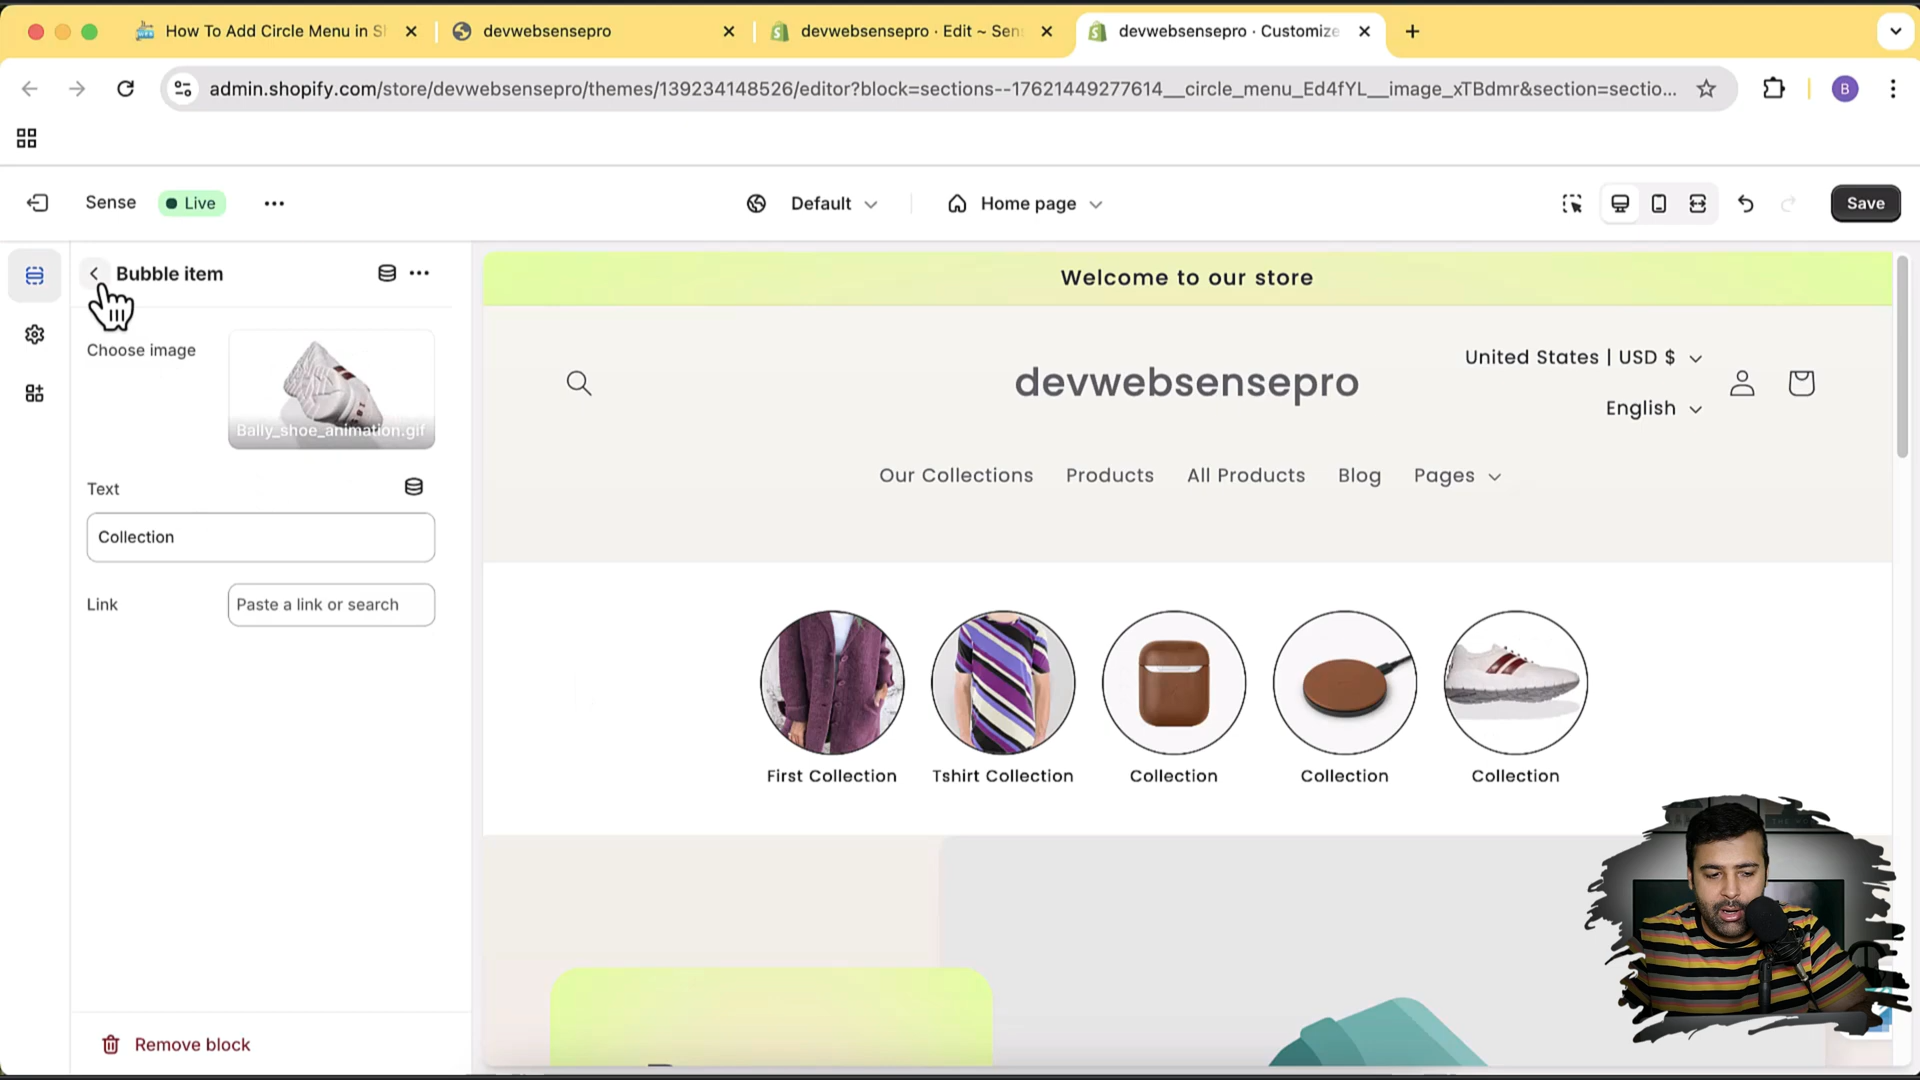 How To Add Circle Menu in Sh
devwebsensepro
devwebsensepro · Edit ~ Sen
devwebsensepro · Customize
admin.shopify.com/store/devwebsensepro/themes/139234148526/editor?block=sections--17621449277614__circle_menu_Ed4fYL__image_xTBdmr&section=sectio...
B
Sense
Live
Default
Home page
Save
Bubble item
Choose image
Bally_shoe_animation.gif
Text
Collection
Link
Paste a link or search
Remove block
Welcome to our store
devwebsensepro
United States | USD $
English
Our Collections
Products
All Products
Blog
Pages
First Collection
Tshirt Collection
Collection
Collection
Collection